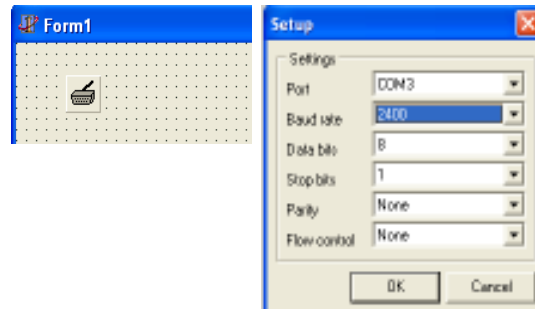 Form1
Setup
Settings
Port COM3
Baud rate 2400
Data bits 8
Stop bits 1
Parity None
Flow control None
OK Cancel